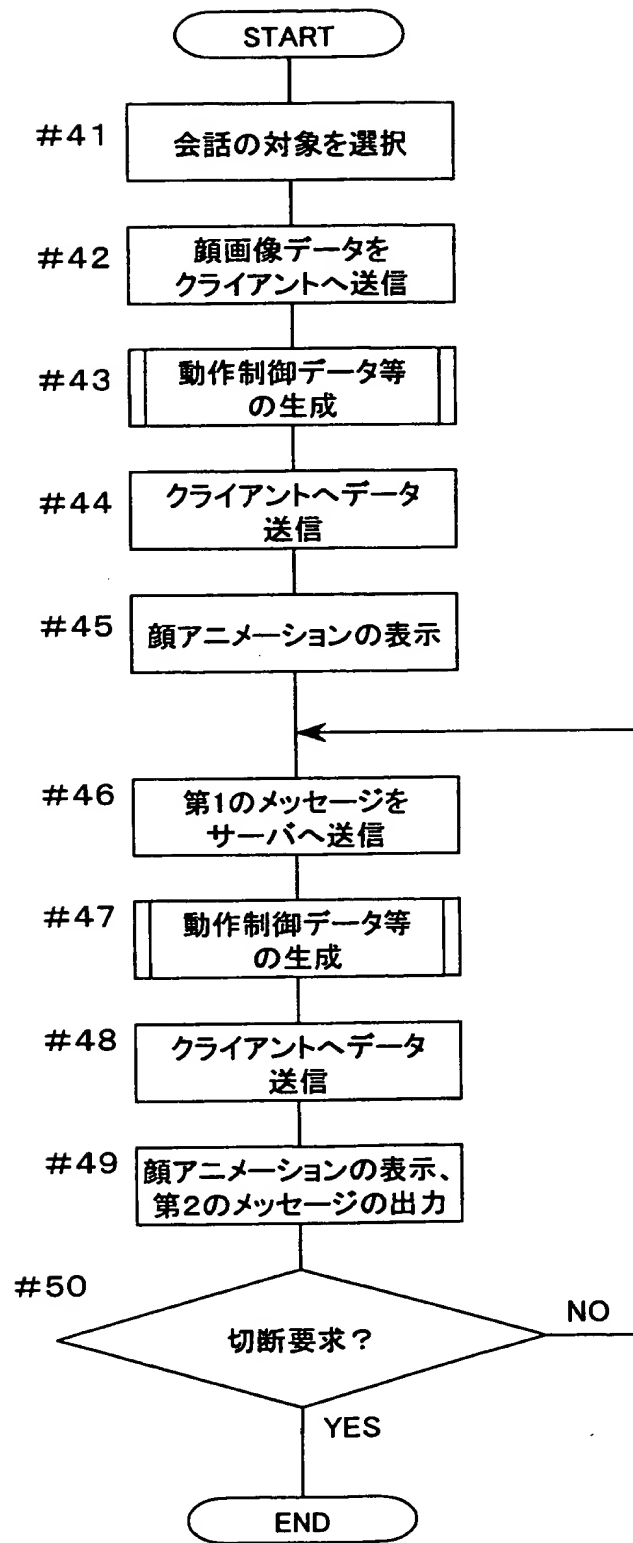 START
#41
会話の対象を選択
#42
顔画像データを
クライアントへ送信
#43
動作制御データ等
の生成
#44
クライアントへデータ
送信
#45
顔アニメーションの表示
#46
第1のメッセージを
サーバへ送信
#47
動作制御データ等
の生成
#48
クライアントへデータ
送信
#49
顔アニメーションの表示、
第2のメッセージの出力
#50
切断要求?
NO
YES
END